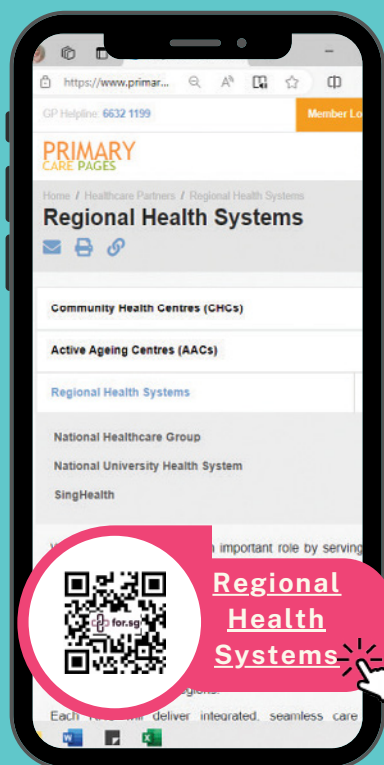 https://www.primar...
GP Helpline: 6632 1199
Member Lo
PRIMARY
CARE PAGES
Home / Healthcare Partners / Regional Health Systems
Regional Health Systems
Community Health Centres (CHCs)
Active Ageing Centres (AACs)
Regional Health Systems
National Healthcare Group
National University Health System
SingHealth
important role by serving
for.sg
Regional
Health
Systems
regions.
Each
deliver integrated, seamless care